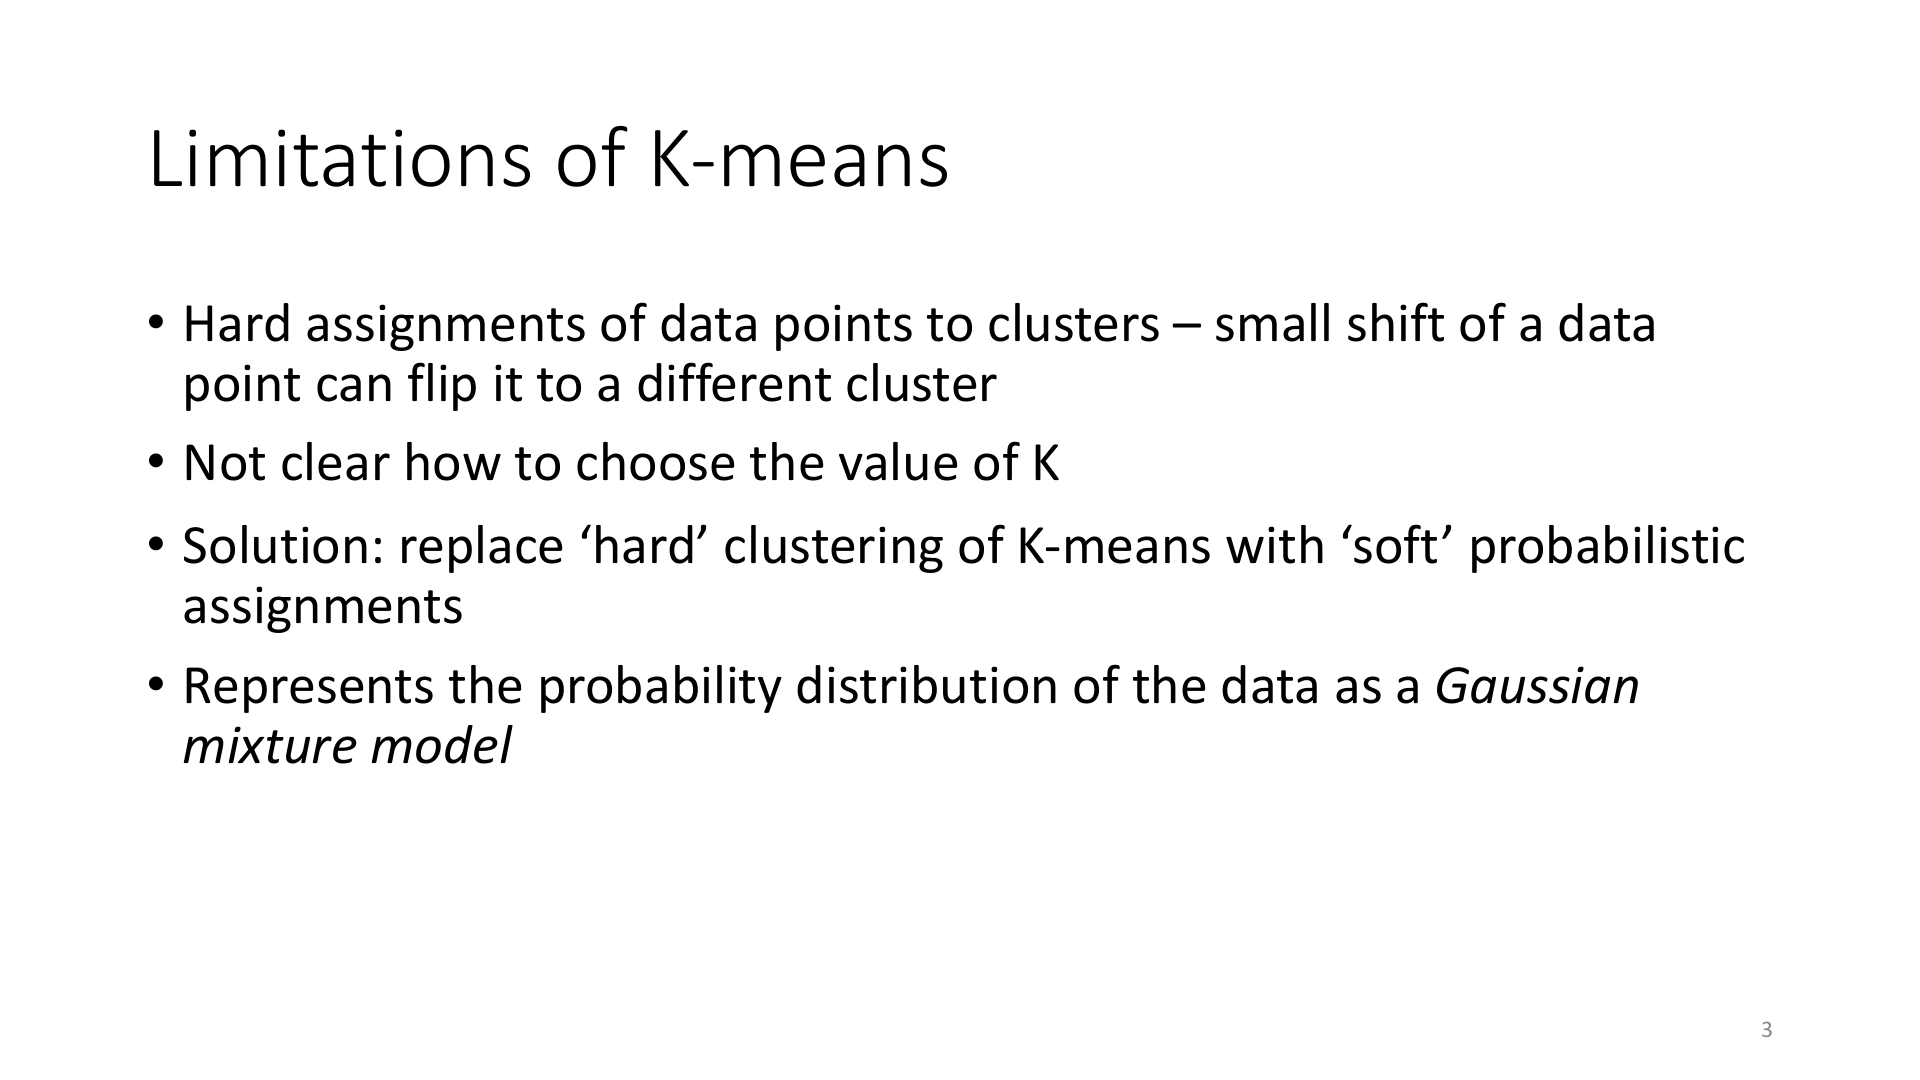 Limitations of K-means
• Hard assignments of data points to clusters – small shift of a data
point can flip it to a different cluster
• Not clear how to choose the value of K
• Solution: replace ‘hard’ clustering of K-means with ‘soft’ probabilistic
assignments
• Represents the probability distribution of the data as a Gaussian
mixture model
3